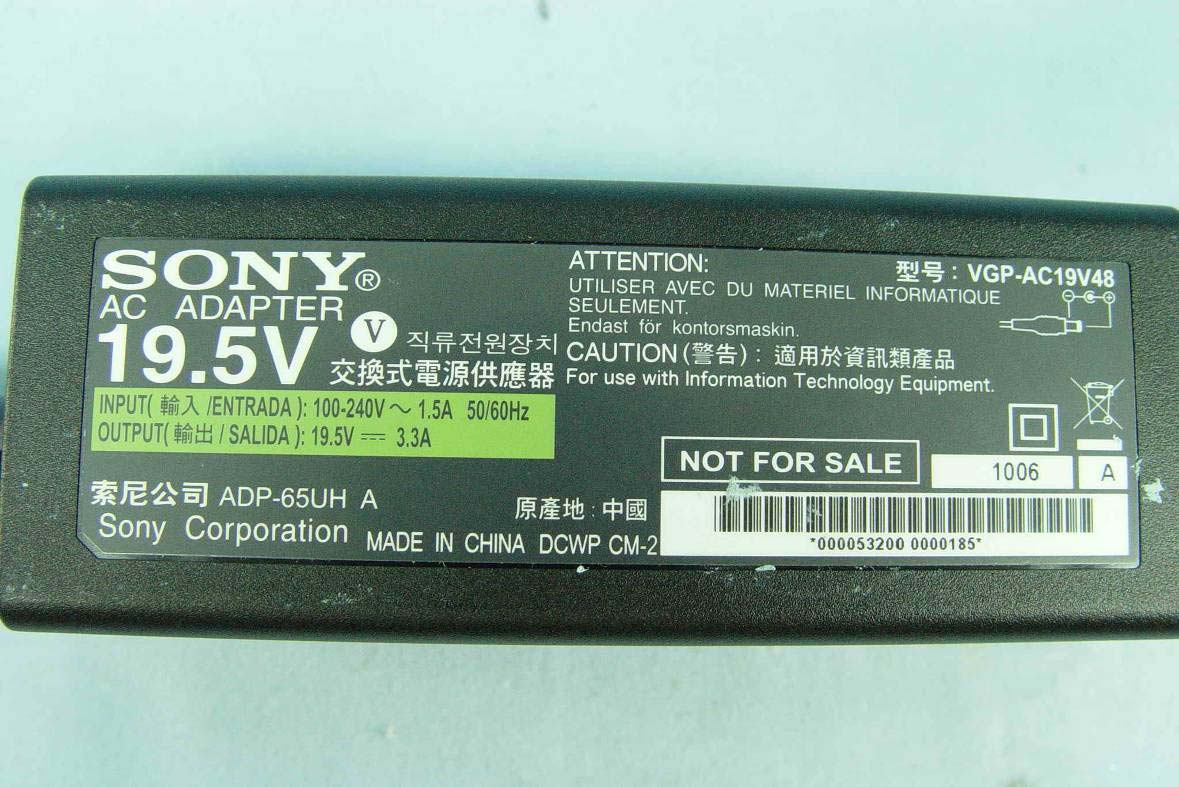 SONY®
AC ADAPTER
19.5V
V 직류전원장치
交換式電源供應器
INPUT( 輸入 /ENTRADA ): 100-240V ～ 1.5A 50/60Hz
OUTPUT( 輸出 / SALIDA ): 19.5V ⎓ 3.3A
索尼公司 ADP-65UH A
Sony Corporation
原產地 : 中國
MADE IN CHINA DCWP CM-2
ATTENTION:
UTILISER AVEC DU MATERIEL INFORMATIQUE
SEULEMENT.
Endast för kontorsmaskin.
CAUTION (警告) : 適用於資訊類產品
For use with Information Technology Equipment.
型号 : VGP-AC19V48
NOT FOR SALE
1006
A
*000053200 0000185*